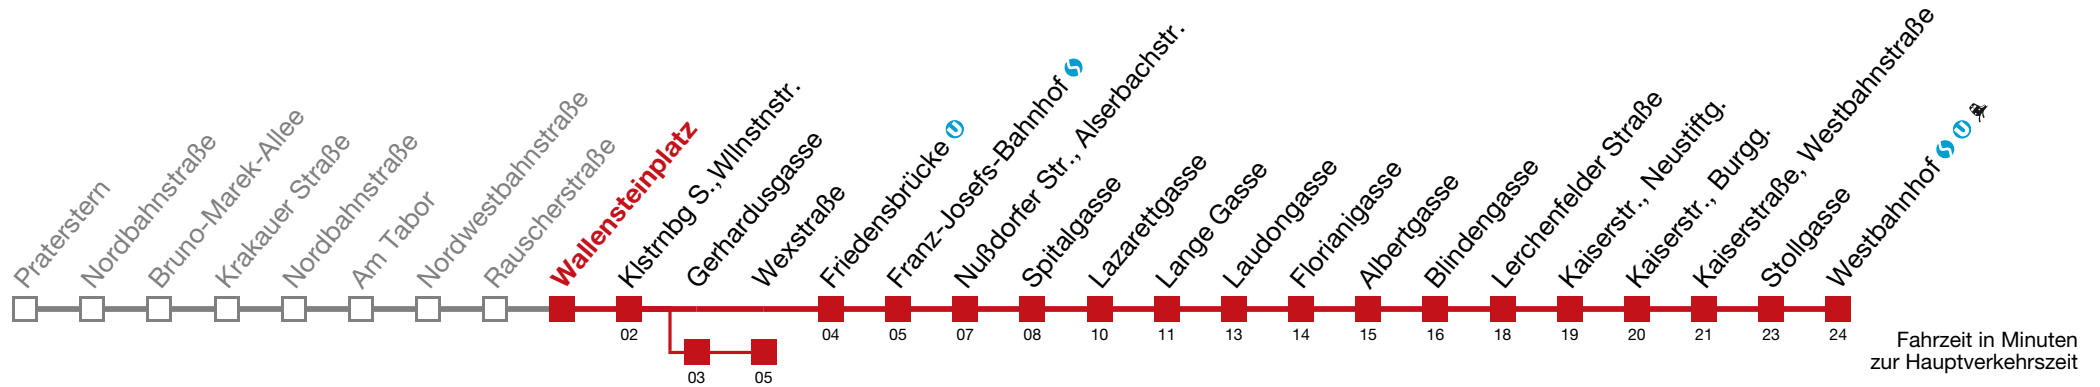 Praterstern
Nordbahnstraße
Bruno-Marek-Allee
Krakauer Straße
Nordbahnstraße
Am Tabor
Nordwestbahnstraße
Rauscherstraße
Wallensteinplatz
Klstrnbg S.,Wllnstnstr.
Gerhardusgasse
Wexstraße
Friedensbrücke U
Franz-Josefs-Bahnhof S
Nußdorfer Str., Alserbachstr.
Spitalgasse
Lazarettgasse
Lange Gasse
Laudongasse
Florianigasse
Albertgasse
Blindengasse
Lerchenfelder Straße
Kaiserstr., Neustiftg.
Kaiserstr., Burgg.
Kaiserstraße, Westbahnstraße
Stollgasse
Westbahnhof S U
02
04
05
07
08
10
11
13
14
15
16
18
19
20
21
23
24
03
05
Fahrzeit in Minuten
zur Hauptverkehrszeit